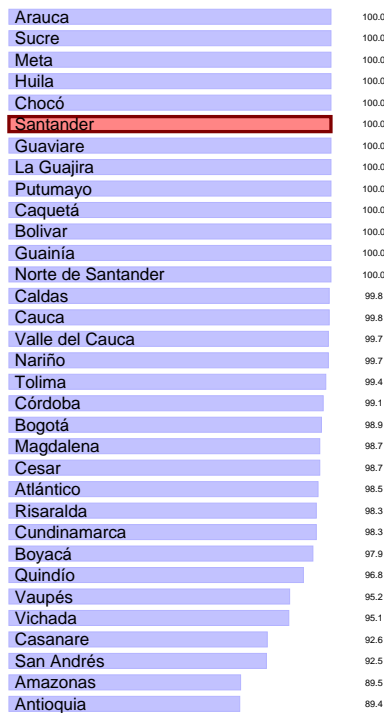 Arauca 100.0
Sucre 100.0
Meta 100.0
Huila 100.0
Chocó 100.0
Santander 100.0
Guaviare 100.0
La Guajira 100.0
Putumayo 100.0
Caquetá 100.0
Bolivar 100.0
Guainía 100.0
Norte de Santander 100.0
Caldas 99.8
Cauca 99.8
Valle del Cauca 99.7
Nariño 99.7
Tolima 99.4
Córdoba 99.1
Bogotá 98.9
Magdalena 98.7
Cesar 98.7
Atlántico 98.5
Risaralda 98.3
Cundinamarca 98.3
Boyacá 97.9
Quindío 96.8
Vaupés 95.2
Vichada 95.1
Casanare 92.6
San Andrés 92.5
Amazonas 89.5
Antioquia 89.4